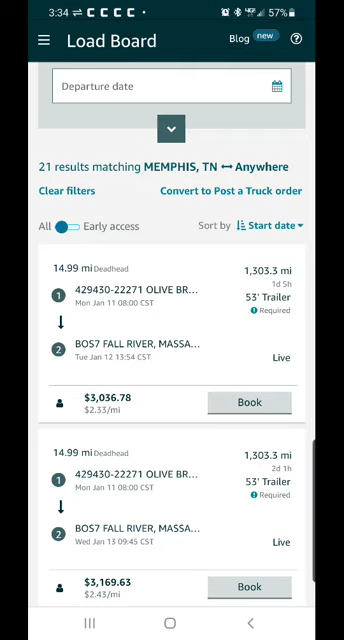 3:34 C C C C • 57%
Load Board Blog new ?
Departure date
21 results matching MEMPHIS, TN ↔ Anywhere
Clear filters Convert to Post a Truck order
All Early access Sort by Start date
14.99 mi Deadhead 1,303.3 mi
1d 5h
1 429430-22271 OLIVE BR... 53' Trailer
Mon Jan 11 08:00 CST Required
2 BOS7 FALL RIVER, MASSA...
Tue Jan 12 13:54 CST Live
$3,036.78 Book
$2.33/mi
14.99 mi Deadhead 1,303.3 mi
2d 1h
1 429430-22271 OLIVE BR... 53' Trailer
Mon Jan 11 08:00 CST Required
2 BOS7 FALL RIVER, MASSA...
Wed Jan 13 09:45 CST Live
$3,169.63 Book
$2.43/mi